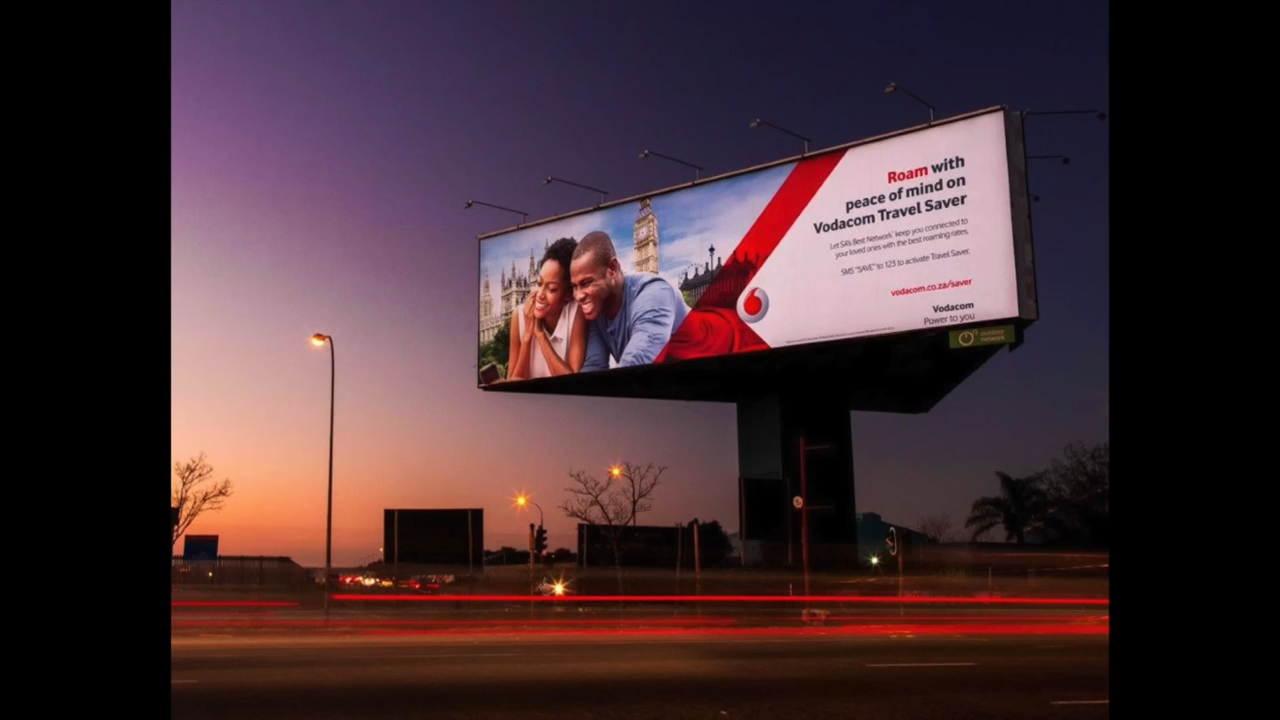 Roam with
peace of mind on
Vodacom Travel Saver
Let SA's Best Network* keep you connected to
your loved ones with the best roaming rates.
SMS "SAVE" to 123 to activate Travel Saver.
vodacom.co.za/saver
Vodacom
Power to you
outdoor
network